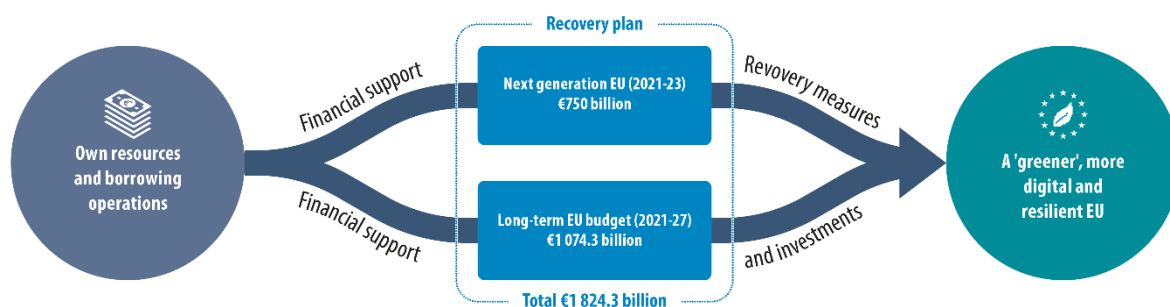 Recovery plan
Own resources
and borrowing
operations
Financial support
Financial support
Next generation EU (2021-23)
€750 billion
Long-term EU budget (2021-27)
€1 074.3 billion
Total €1 824.3 billion
Revovery measures
and investments
A 'greener', more
digital and
resilient EU